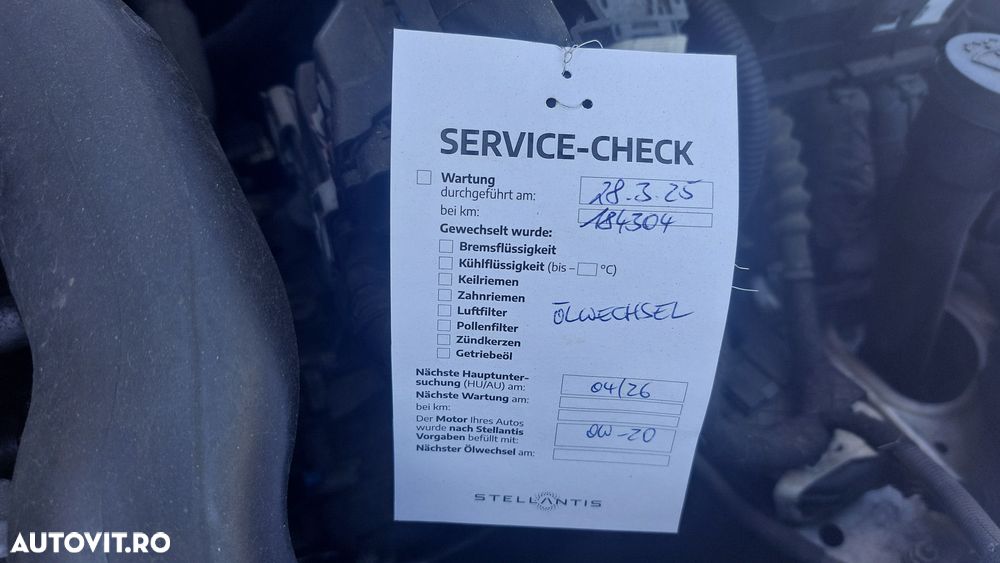 SERVICE-CHECK
Wartung
durchgeführt am: 28.3.25
bei km: 184304
Gewechselt wurde:
Bremsflüssigkeit
Kühlflüssigkeit (bis – °C)
Keilriemen
Zahnriemen
Luftfilter
ÖLWECHSEL
Pollenfilter
Zündkerzen
Getriebeöl
Nächste Hauptunter-
suchung (HU/AU) am: 04/26
Nächste Wartung am:
bei km:
Der Motor Ihres Autos
wurde nach Stellantis
Vorgaben befüllt mit: 0W-20
Nächster Ölwechsel am:
STELLANTIS
AUTOVIT.RO